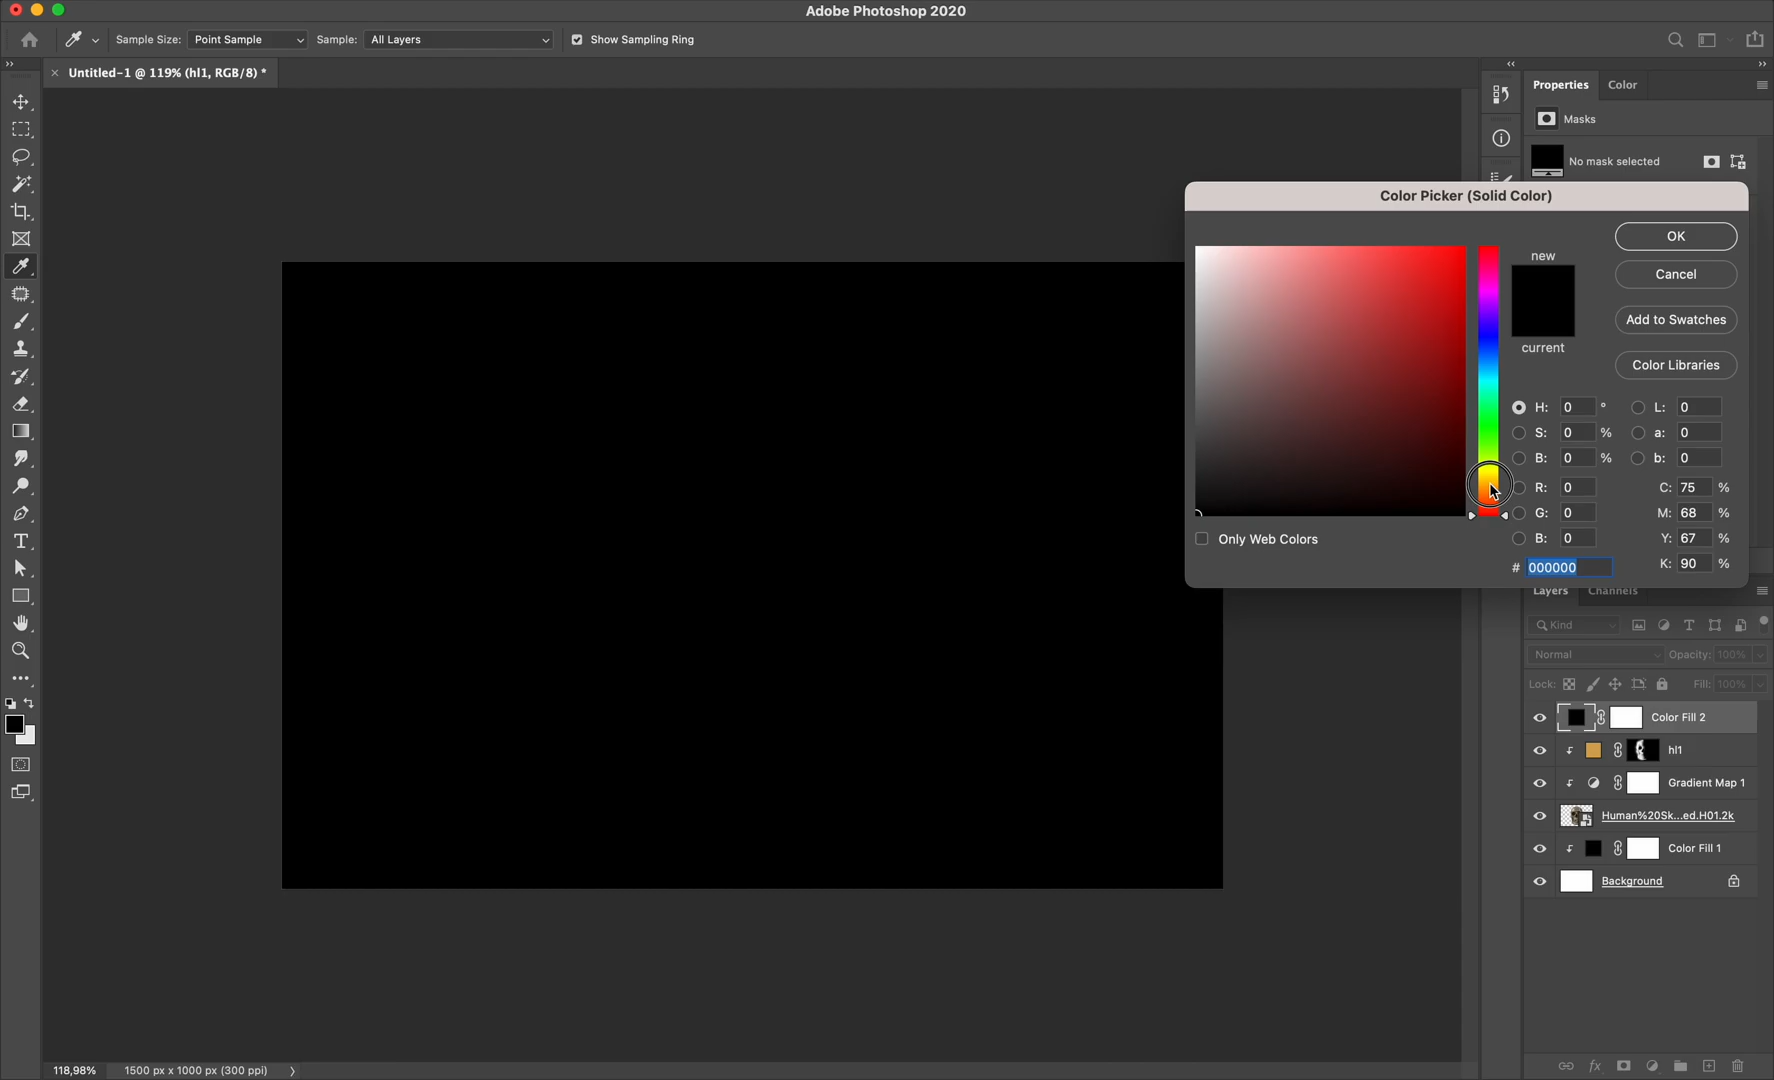 Adobe Photoshop 2020
Sample Size: Point Sample Sample: All Layers Show Sampling Ring
Untitled-1 @ 119% (hl1, RGB/8) *
Properties Color
Masks
No mask selected
Color Picker (Solid Color)
new
current
OK
Cancel
Add to Swatches
Color Libraries
H: 0 ° L: 0
S: 0 % a: 0
B: 0 % b: 0
R: 0 C: 75 %
G: 0 M: 68 %
B: 0 Y: 67 %
# 000000 K: 90 %
Only Web Colors
Layers Channels
Kind
Normal Opacity: 100%
Lock: Fill: 100%
Color Fill 2
hl1
Gradient Map 1
Human%20Sk...ed.H01.2k
Color Fill 1
Background
118,98% 1500 px x 1000 px (300 ppi)